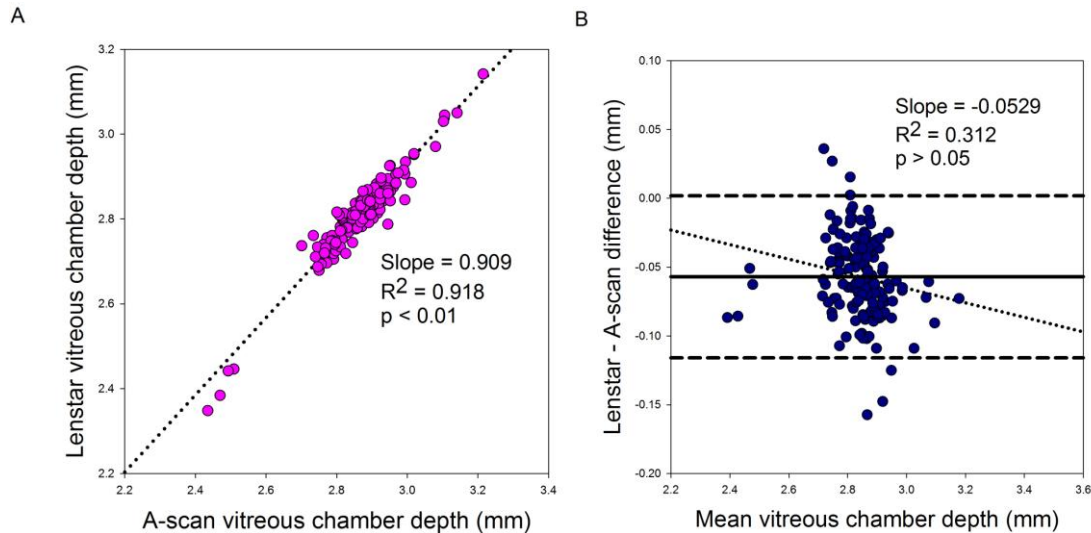 A
Lenstar vitreous chamber depth (mm)
3.2
3.0
2.8
2.6
2.4
2.2
Slope = 0.909
R2 = 0.918
p < 0.01
2.2 2.4 2.6 2.8 3.0 3.2 3.4
A-scan vitreous chamber depth (mm)
B
Lenstar - A-scan difference (mm)
0.10
0.05
0.00
-0.05
-0.10
-0.15
-0.20
Slope = -0.0529
R2 = 0.312
p > 0.05
2.2 2.4 2.6 2.8 3.0 3.2 3.4 3.6
Mean vitreous chamber depth (mm)